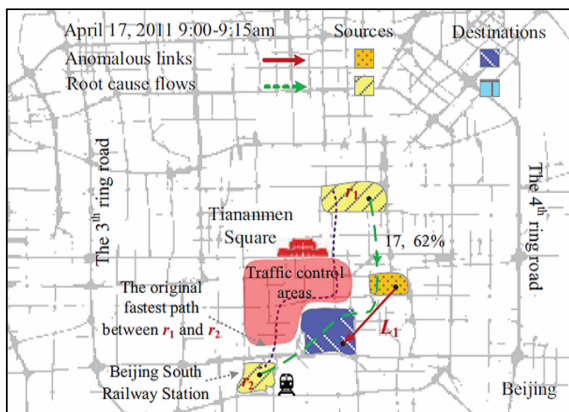 April 17, 2011 9:00-9:15am
Sources
Destinations
Anomalous links
Root cause flows
The 3th ring road
The 4th ring road
r1
17, 62%
Tiananmen
Square
Traffic control
areas
The original
fastest path
between r1 and r2
L1
Beijing South
Railway Station
r2
Beijing